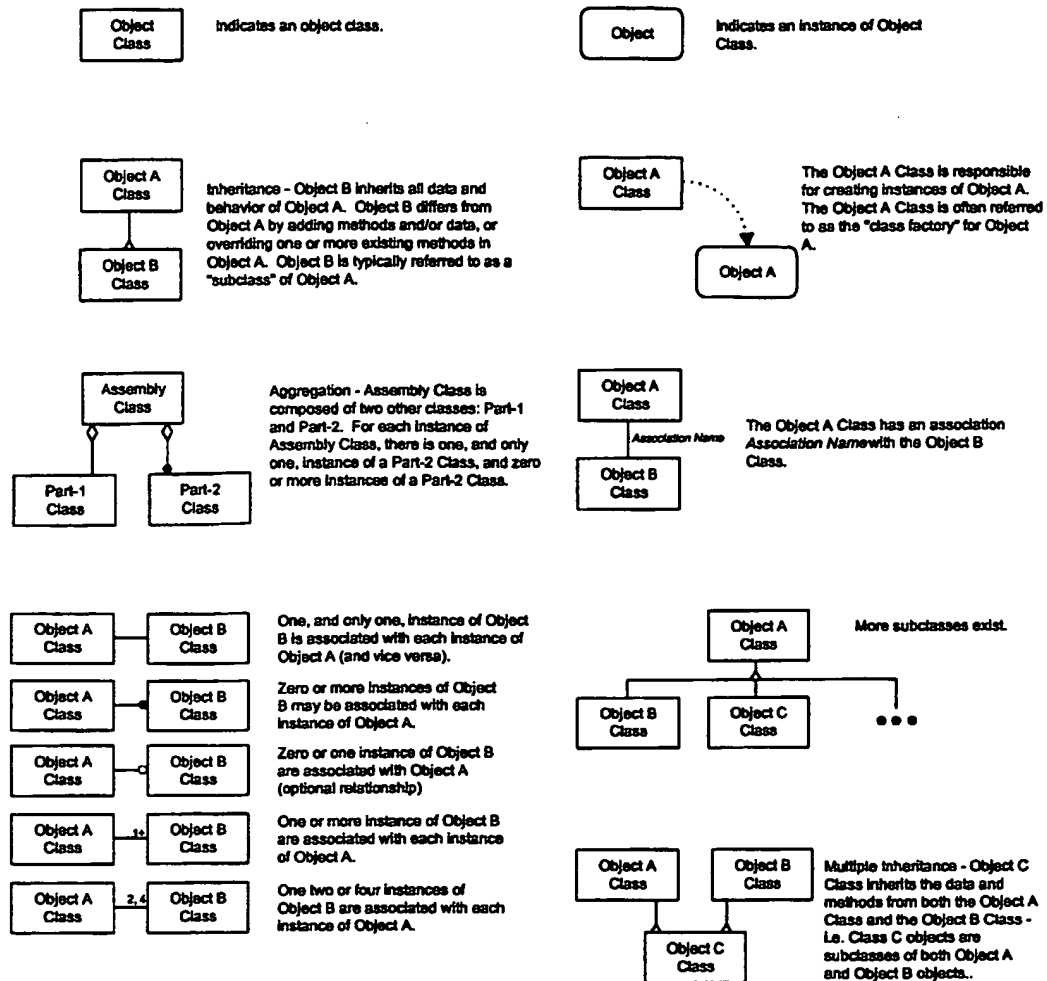 Object
Class
Indicates an object class.
Object
Indicates an instance of Object
Class.
Object A
Class
Object B
Class
Inheritance - Object B inherits all data and
behavior of Object A. Object B differs from
Object A by adding methods and/or data, or
overriding one or more existing methods in
Object A. Object B is typically referred to as a
"subclass" of Object A.
Object A
Class
Object A
The Object A Class is responsible
for creating instances of Object A.
The Object A Class is often referred
to as the "class factory" for Object
A.
Assembly
Class
Part-1
Class
Part-2
Class
Aggregation - Assembly Class is
composed of two other classes: Part-1
and Part-2. For each instance of
Assembly Class, there is one, and only
one, instance of a Part-2 Class, and zero
or more instances of a Part-2 Class.
Object A
Class
Association Name
Object B
Class
The Object A Class has an association
Association Name with the Object B
Class.
Object A
Class
Object B
Class
One, and only one, instance of Object
B is associated with each instance of
Object A (and vice versa).
Object A
Class
Object B
Class
Zero or more instances of Object
B may be associated with each
instance of Object A.
Object A
Class
Object B
Class
Zero or one instance of Object B
are associated with Object A
(optional relationship)
Object A
Class
1+
Object B
Class
One or more instance of Object B
are associated with each instance
of Object A.
Object A
Class
2, 4
Object B
Class
One two or four instances of
Object B are associated with each
instance of Object A.
Object A
Class
Object B
Class
Object C
Class
More subclasses exist.
Object A
Class
Object B
Class
Object C
Class
Multiple Inheritance - Object C
Class inherits the data and
methods from both the Object A
Class and the Object B Class -
i.e. Class C objects are
subclasses of both Object A
and Object B objects..